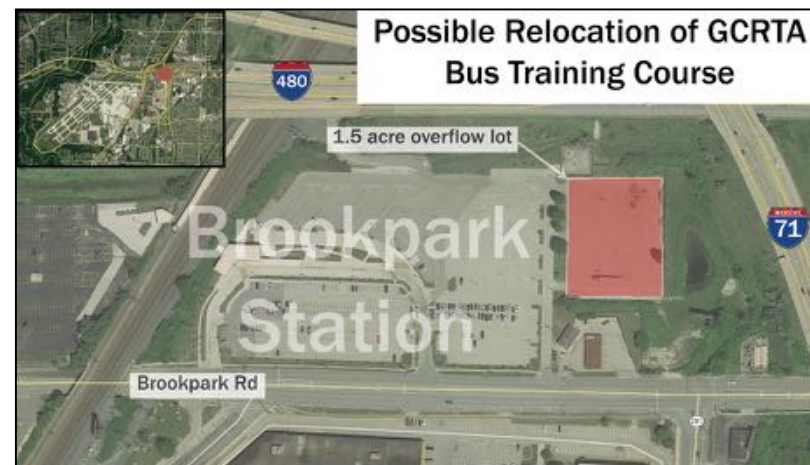 Possible Relocation of GCRTA
Bus Training Course
480
1.5 acre overflow lot
71
Brookpark
Station
Brookpark Rd